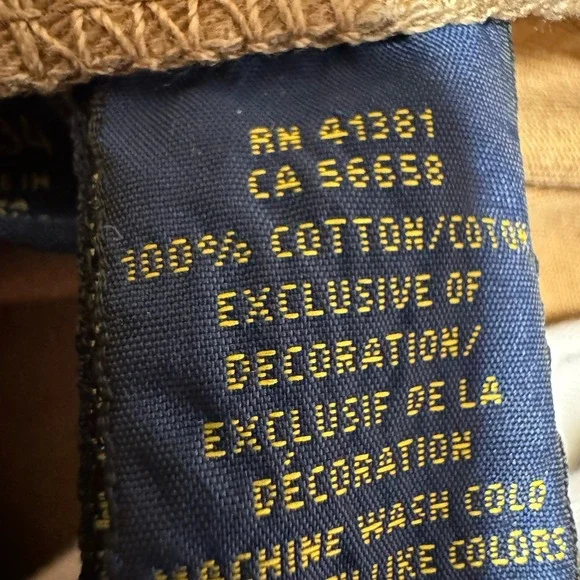 RN 41381
CA 56658
100% COTTON/COTON
EXCLUSIVE OF
DECORATION/
EXCLUSIF DE LA
DÉCORATION
MACHINE WASH COLD
LIKE COLORS